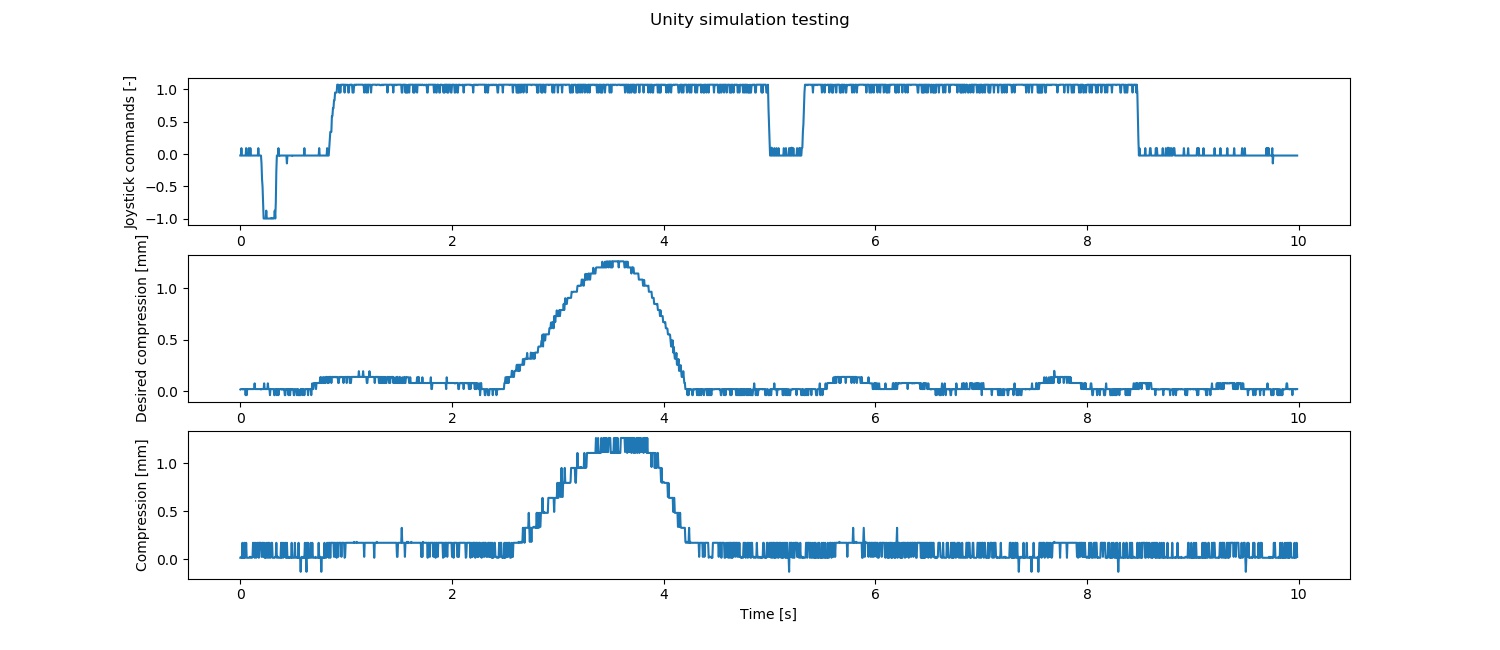 Unity simulation testing
Joystick commands [-]
1.0
0.5
0.0
−0.5
−1.0
0 2 4 6 8 10
Desired compression [mm]
1.0
0.5
0.0
0 2 4 6 8 10
Compression [mm]
1.0
0.5
0.0
0 2 4 6 8 10
Time [s]